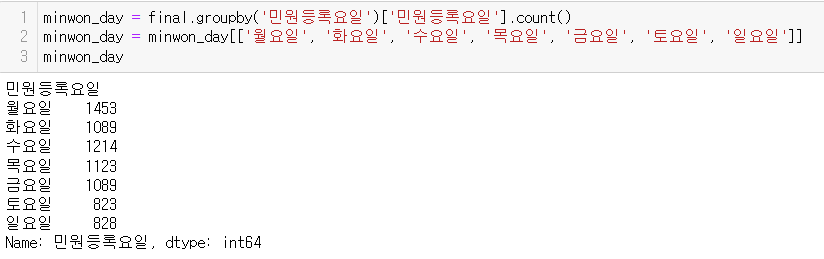 1 minwon_day = final.groupby('민원등록요일')['민원등록요일'].count()
2 minwon_day = minwon_day[['월요일', '화요일', '수요일', '목요일', '금요일', '토요일', '일요일']]
3 minwon_day
민원등록요일
월요일 1453
화요일 1089
수요일 1214
목요일 1123
금요일 1089
토요일 823
일요일 828
Name: 민원등록요일, dtype: int64